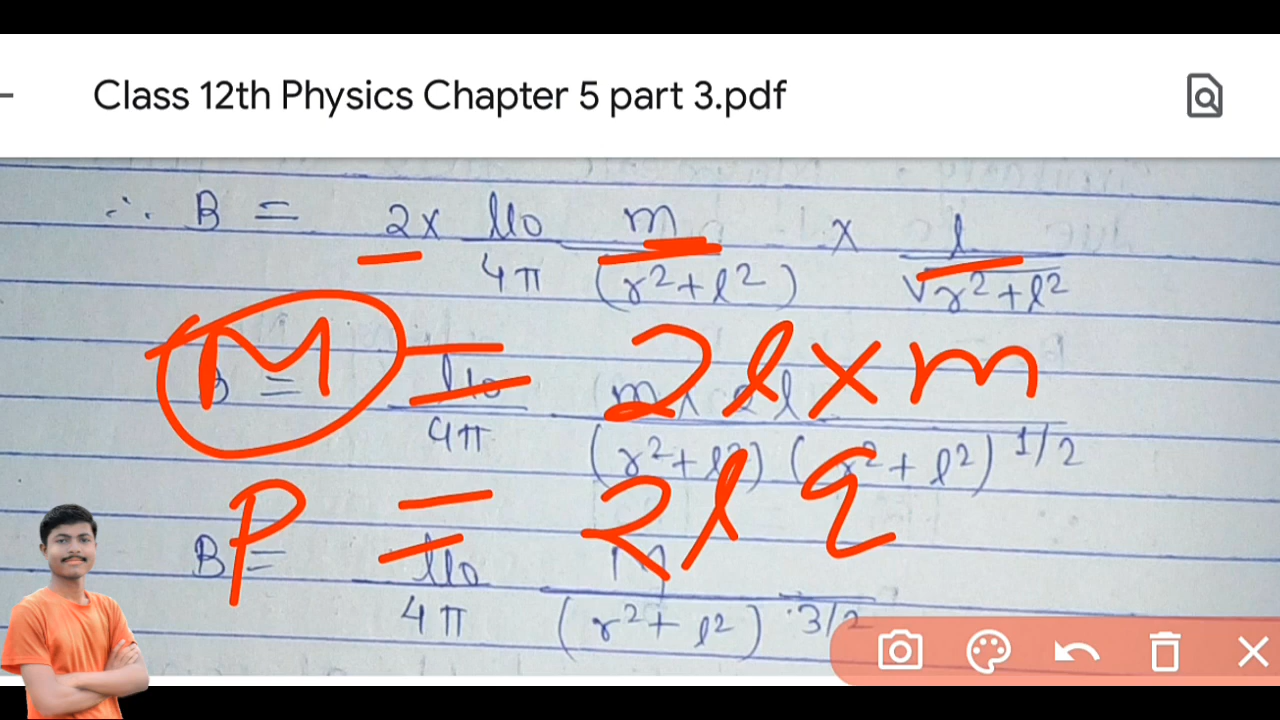 Class 12th Physics Chapter 5 part 3.pdf
∴ B = 2x μ0/4π m/(r²+l²) x l/√r²+l²
M = 2l x m
B = μ0/4π m x 2l/(r²+l²) (r²+l²)^1/2
P = 2l q
B = μ0/4π M/(r²+l²)^3/2